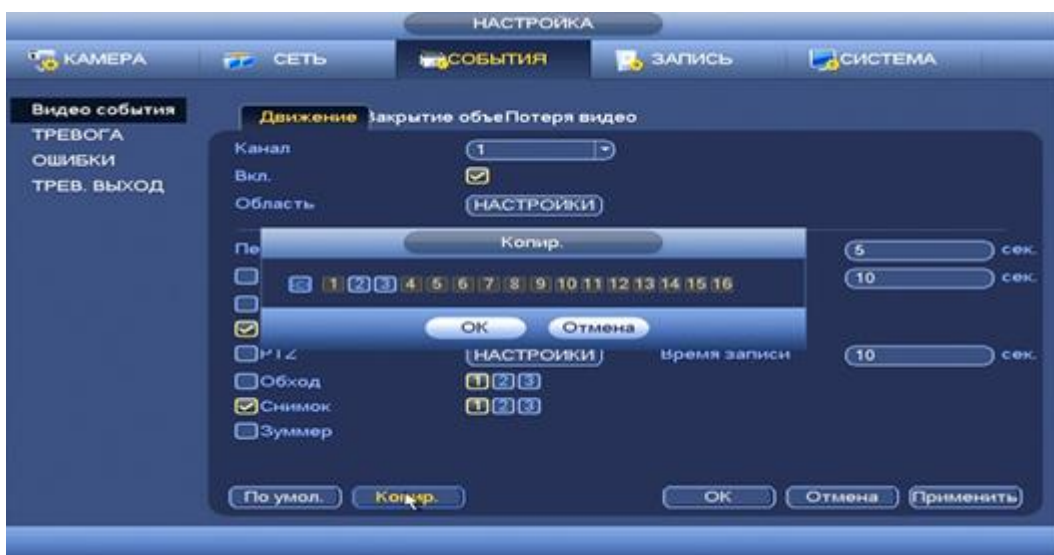 НАСТРОЙКА
КАМЕРА СЕТЬ СОБЫТИЯ ЗАПИСЬ СИСТЕМА
Видео события
ТРЕВОГА
ОШИБКИ
ТРЕВ. ВЫХОД
Движение Закрытие объе Потеря видео
Канал 1
Вкл.
Область НАСТРОЙКИ
Пе 5 сек.
10 сек.
Копир.
1 2 3 4 5 6 7 8 9 10 11 12 13 14 15 16
ОК Отмена
PTZ НАСТРОЙКИ Время записи 10 сек.
Обход 1 2 3
Снимок 1 2 3
Зуммер
По умол. Копир. ОК Отмена Применить